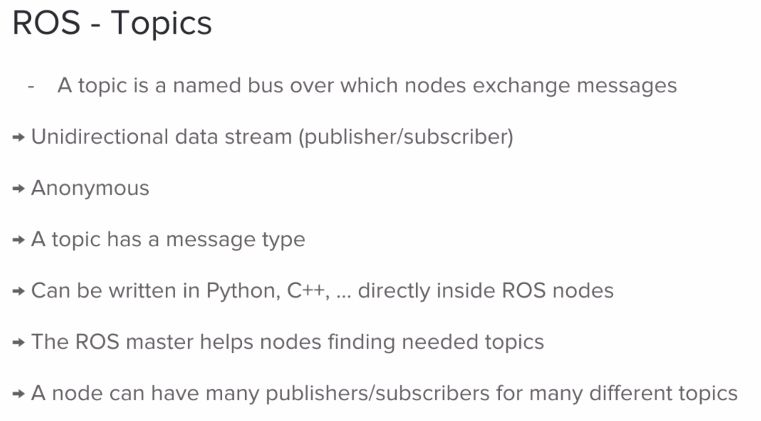 ROS - Topics
- A topic is a named bus over which nodes exchange messages
➡ Unidirectional data stream (publisher/subscriber)
➡ Anonymous
➡ A topic has a message type
➡ Can be written in Python, C++, ... directly inside ROS nodes
➡ The ROS master helps nodes finding needed topics
➡ A node can have many publishers/subscribers for many different topics